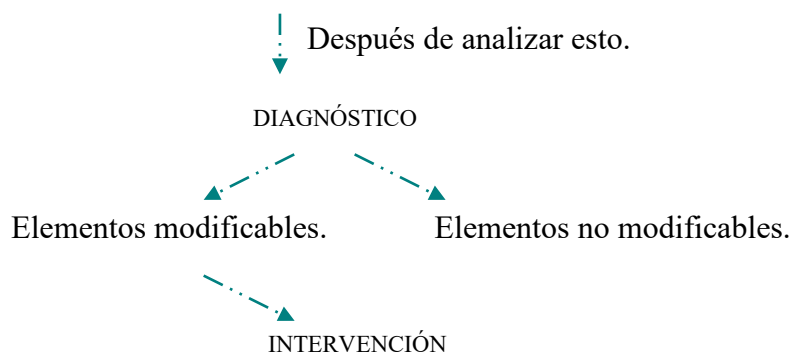 Después de analizar esto.
DIAGNÓSTICO
Elementos modificables.
Elementos no modificables.
INTERVENCIÓN